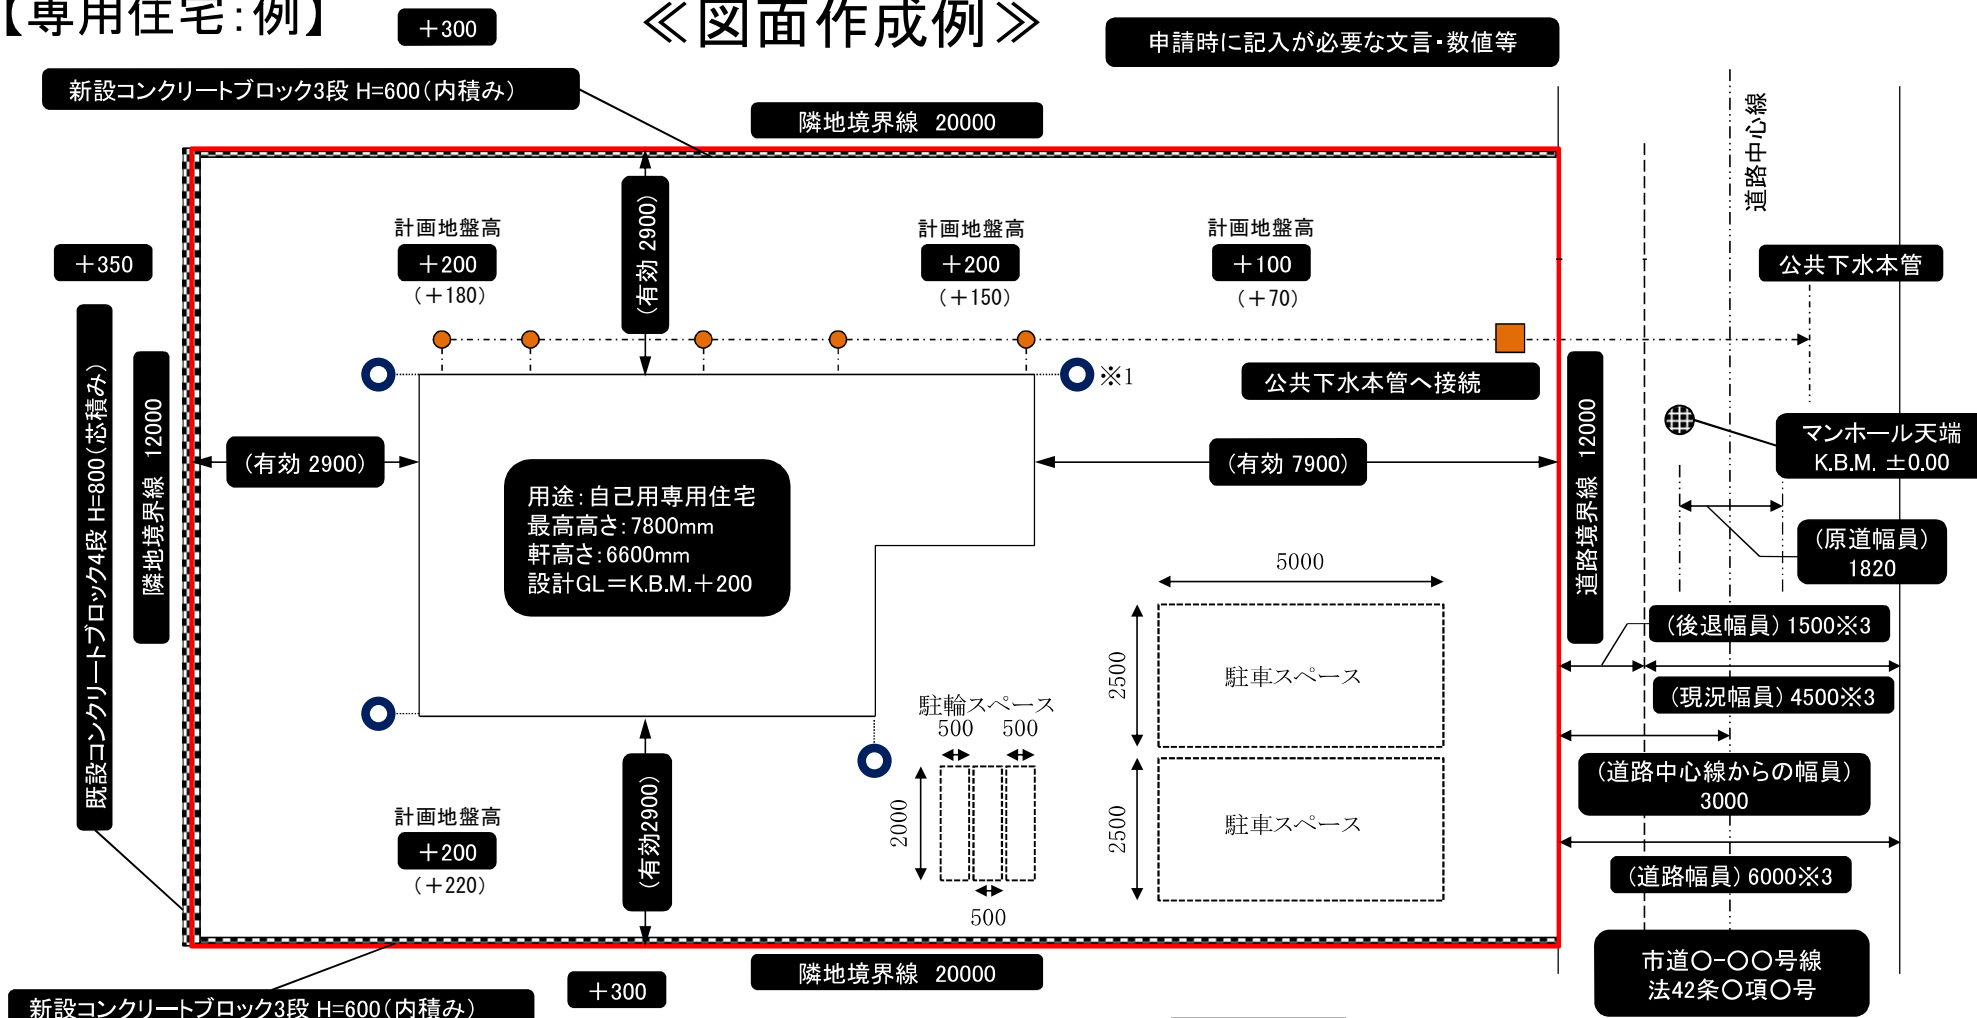 【専用住宅:例】
≪図面作成例≫
+300
申請時に記入が必要な文言・数値等
新設コンクリートブロック3段 H=600(内積み)
隣地境界線 20000
道路中心線
+350
計画地盤高
+200
(+180)
(有効 2900)
計画地盤高
+200
(+150)
計画地盤高
+100
(+70)
公共下水本管
※1
公共下水本管へ接続
既設コンクリートブロック4段 H=800(芯積み)
隣地境界線 12000
(有効 2900)
用途:自己用専用住宅
最高高さ:7800mm
軒高さ:6600mm
設計GL=K.B.M.+200
(有効 7900)
道路境界線 12000
マンホール天端
K.B.M. ±0.00
(原道幅員)
1820
5000
2500
駐車スペース
(後退幅員) 1500※3
(現況幅員) 4500※3
駐輪スペース
500
500
2000
500
2500
駐車スペース
(道路中心線からの幅員)
3000
(道路幅員) 6000※3
計画地盤高
+200
(+220)
(有効2900)
市道〇-〇〇号線
法42条〇項〇号
隣地境界線 20000
+300
新設コンクリートブロック3段 H=600(内積み)